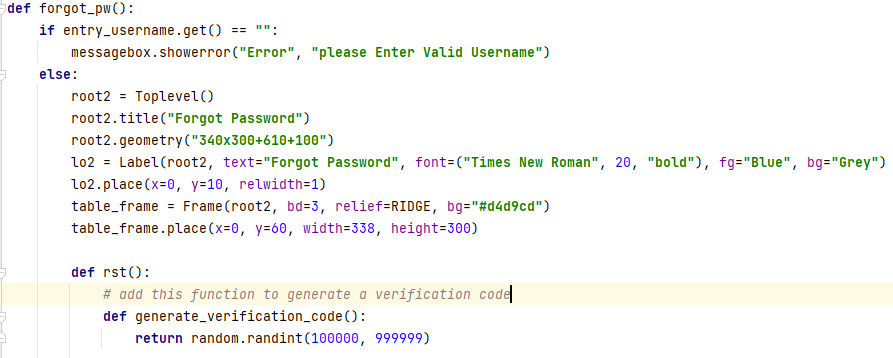 def forgot_pw():
    if entry_username.get() == "":
        messagebox.showerror("Error", "please Enter Valid Username")
    else:
        root2 = Toplevel()
        root2.title("Forgot Password")
        root2.geometry("340x300+610+100")
        lo2 = Label(root2, text="Forgot Password", font=("Times New Roman", 20, "bold"), fg="Blue", bg="Grey")
        lo2.place(x=0, y=10, relwidth=1)
        table_frame = Frame(root2, bd=3, relief=RIDGE, bg="#d4d9cd")
        table_frame.place(x=0, y=60, width=338, height=300)

        def rst():
            # add this function to generate a verification code
            def generate_verification_code():
                return random.randint(100000, 999999)